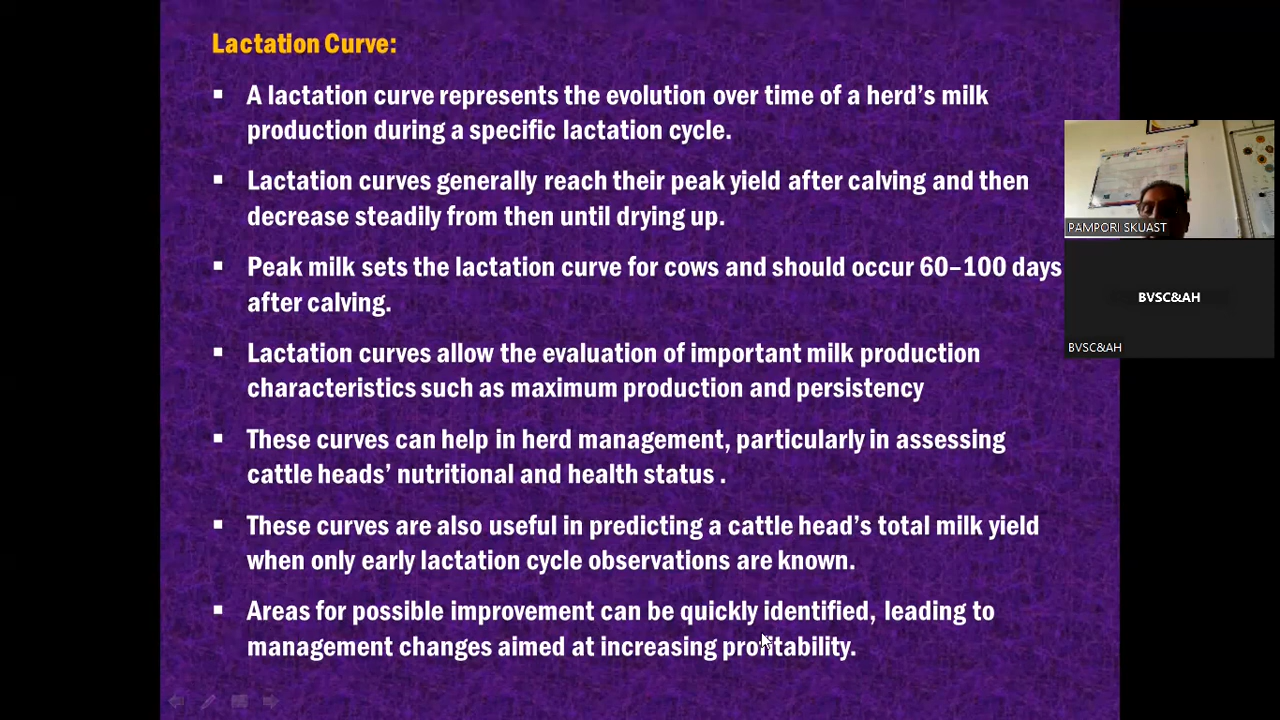 Lactation Curve:
▪ A lactation curve represents the evolution over time of a herd's milk
production during a specific lactation cycle.
▪ Lactation curves generally reach their peak yield after calving and then
decrease steadily from then until drying up.
▪ Peak milk sets the lactation curve for cows and should occur 60–100 days
after calving.
▪ Lactation curves allow the evaluation of important milk production
characteristics such as maximum production and persistency
▪ These curves can help in herd management, particularly in assessing
cattle heads' nutritional and health status .
▪ These curves are also useful in predicting a cattle head's total milk yield
when only early lactation cycle observations are known.
▪ Areas for possible improvement can be quickly identified, leading to
management changes aimed at increasing profitability.
PAMPORI SKUAST
BVSC&AH
BVSC&AH